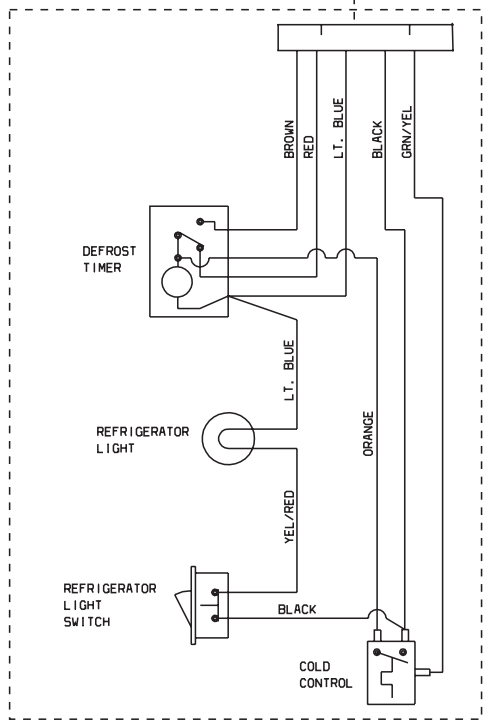 BROWN
RED
LT. BLUE
BLACK
GRN/YEL
DEFROST
TIMER
LT. BLUE
REFRIGERATOR
LIGHT
ORANGE
YEL/RED
REFRIGERATOR
LIGHT
SWITCH
BLACK
COLD
CONTROL